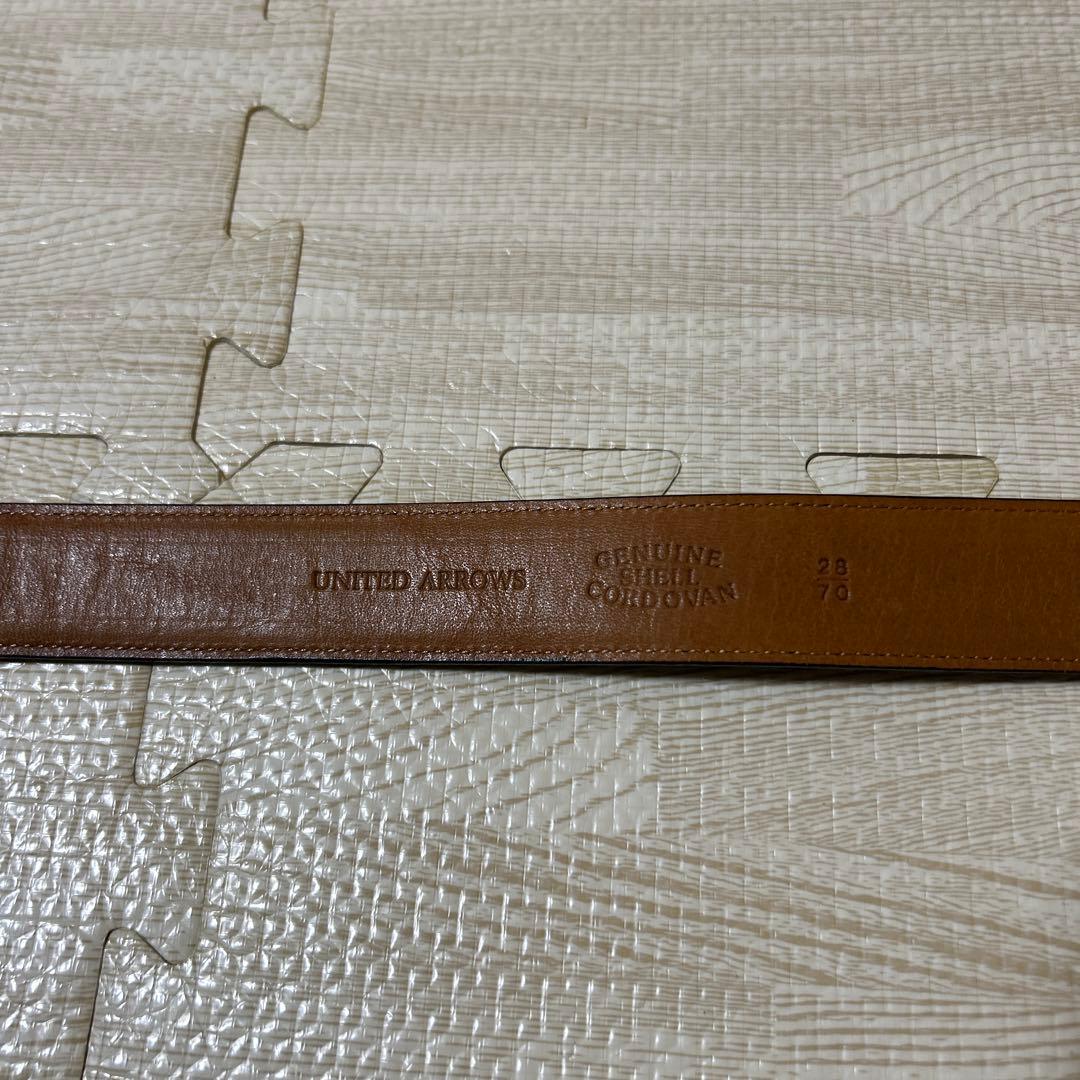 UNITED ARROWS
GENUINE
SHELL
CORDOVAN
28
70